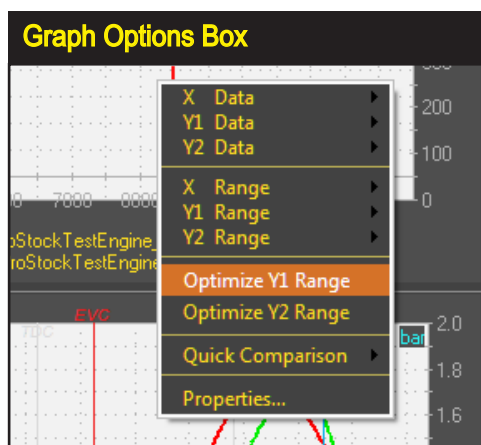 Graph Options Box
200
100
0
7000
X Data
Y1 Data
Y2 Data
X Range
Y1 Range
Y2 Range
Optimize Y1 Range
Optimize Y2 Range
Quick Comparison
Properties...
oStockTestEngine_
roStockTestEngine
EVC
TDC
bar
2.0
1.8
1.6